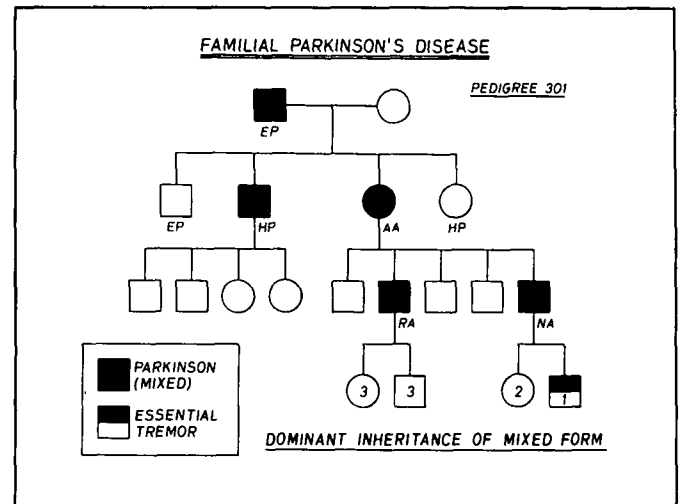 FAMILIAL PARKINSON'S DISEASE
PEDIGREE 301
EP
EP HP AA HP
RA NA
3 3 2 1
PARKINSON
(MIXED)
ESSENTIAL
TREMOR
DOMINANT INHERITANCE OF MIXED FORM